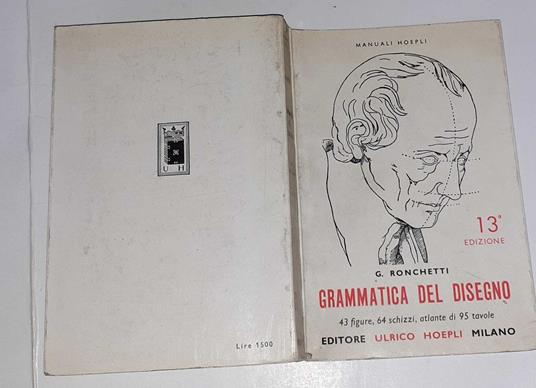 U H
Lire 1500
MANUALI HOEPLI
13ª
EDIZIONE
G. RONCHETTI
GRAMMATICA DEL DISEGNO
43 figure, 64 schizzi, atlante di 95 tavole
EDITORE ULRICO HOEPLI MILANO